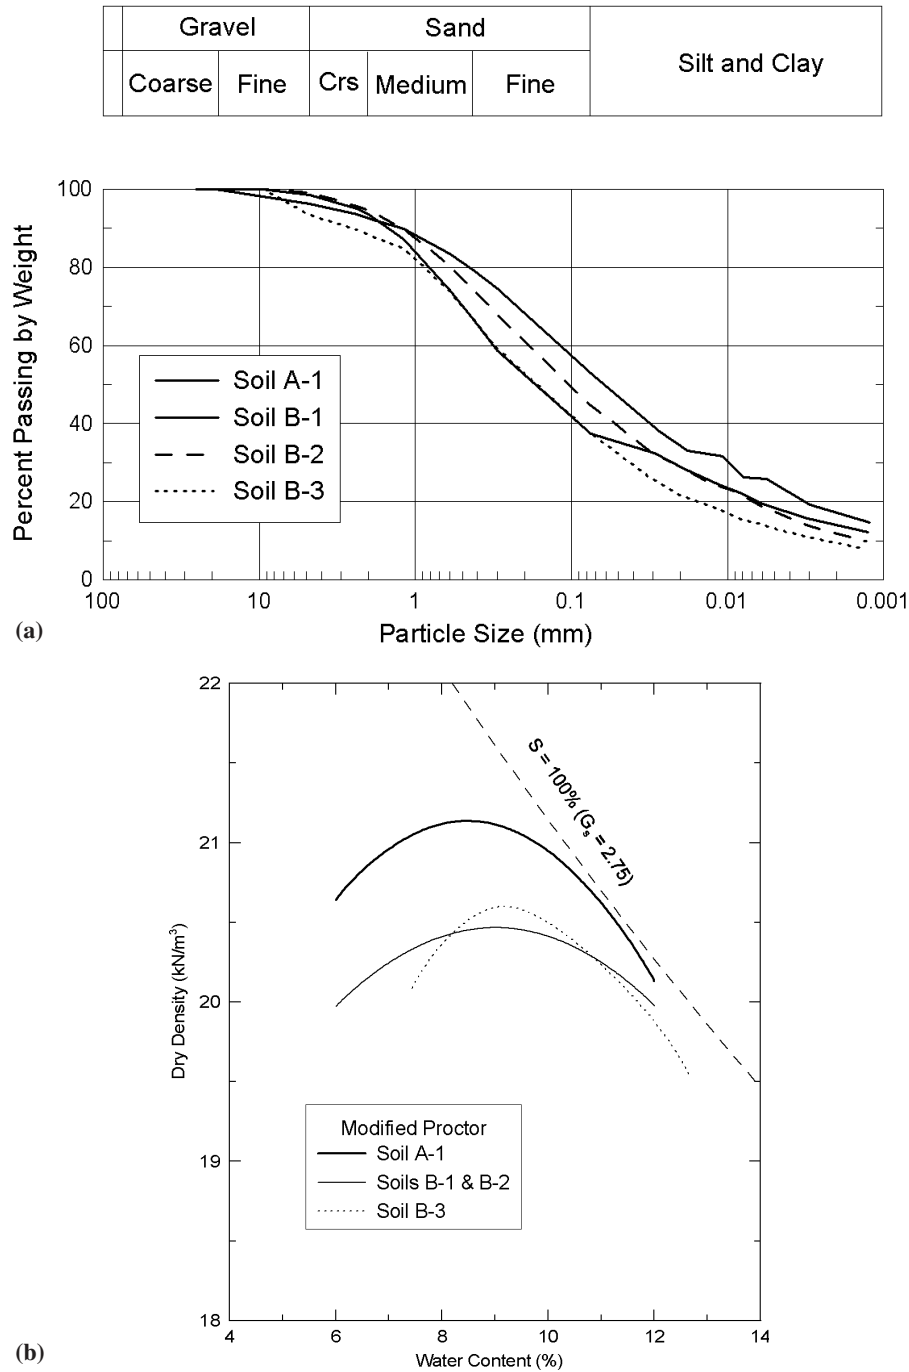 Gravel Sand Silt and Clay
Coarse Fine Crs Medium Fine
100
80
60
40
20
0
Percent Passing by Weight
Soil A-1
Soil B-1
Soil B-2
Soil B-3
100 10 1 0.1 0.01 0.001
Particle Size (mm)
(a)
22
21
20
19
18
Dry Density (kN/m³)
S = 100% (Gₛ = 2.75)
Modified Proctor
Soil A-1
Soils B-1 & B-2
Soil B-3
4 6 8 10 12 14
Water Content (%)
(b)